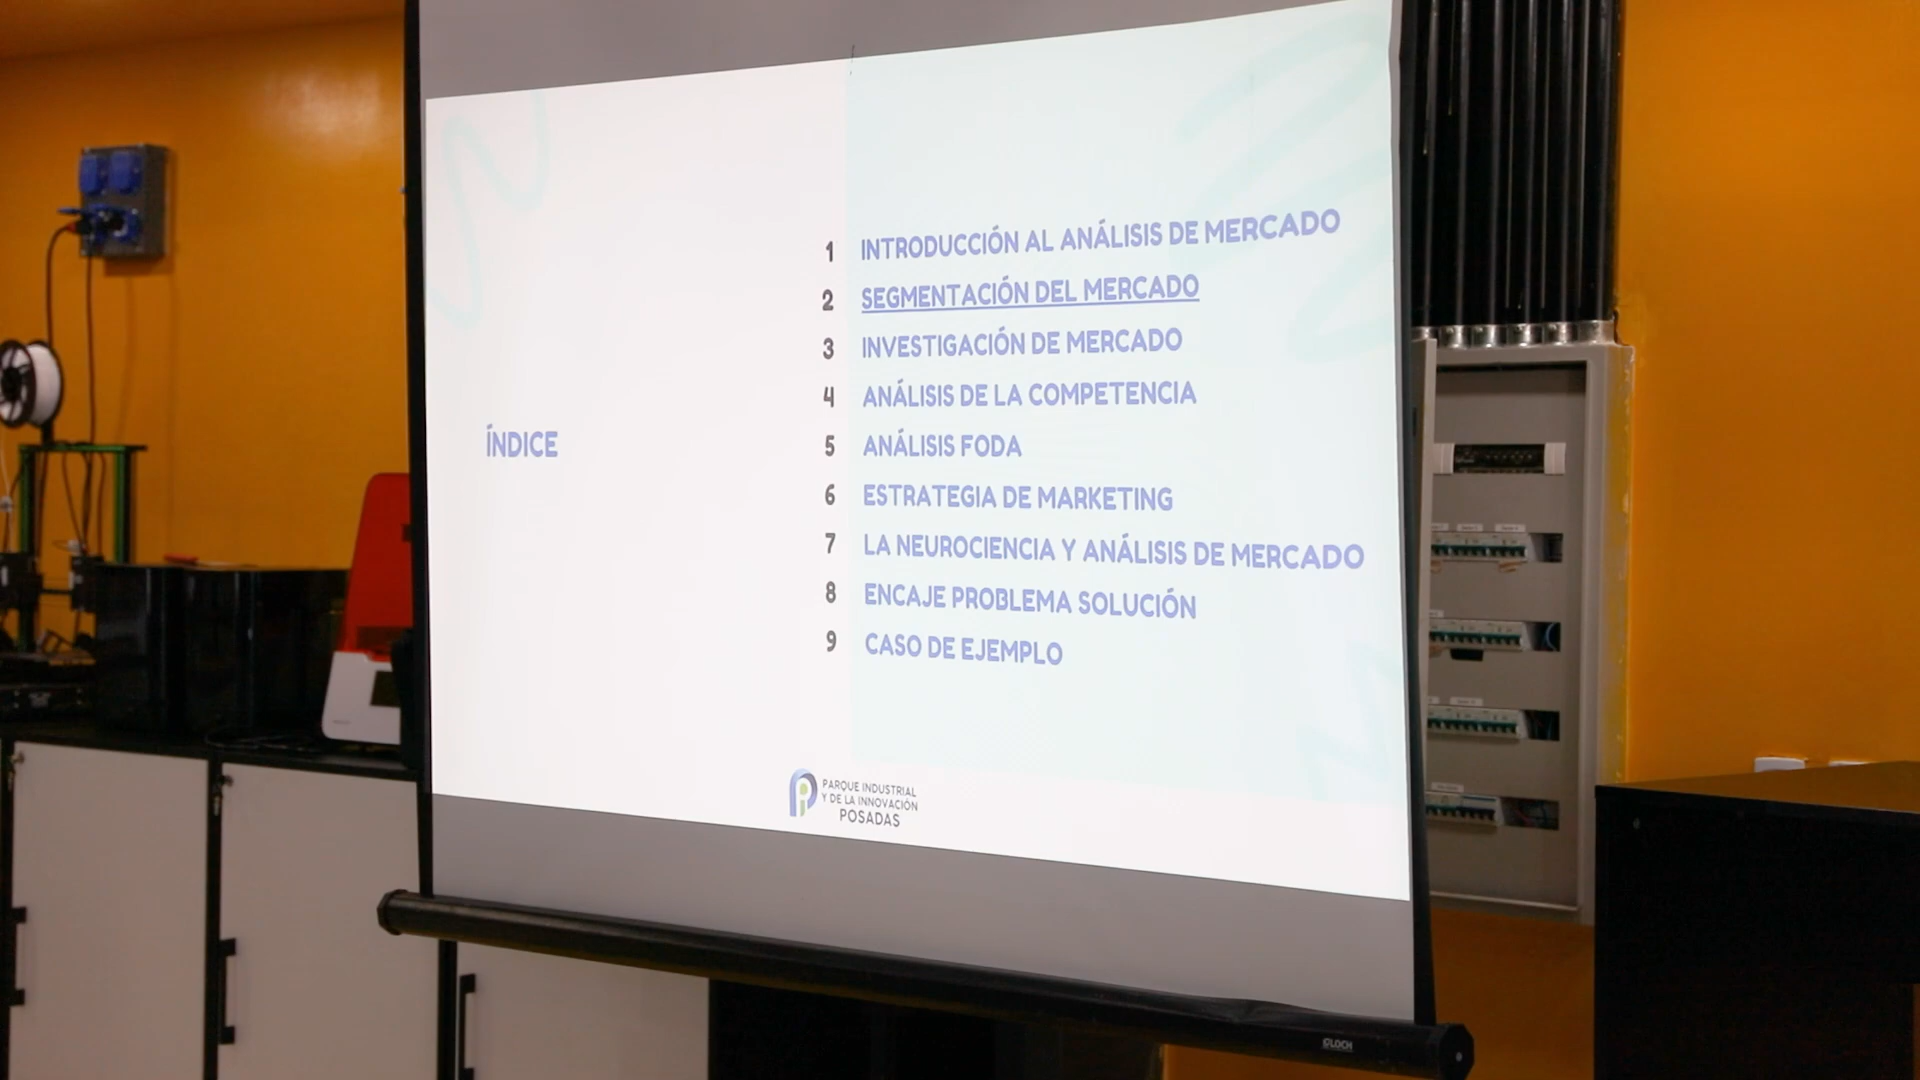 ÍNDICE
1 INTRODUCCIÓN AL ANÁLISIS DE MERCADO
2 SEGMENTACIÓN DEL MERCADO
3 INVESTIGACIÓN DE MERCADO
4 ANÁLISIS DE LA COMPETENCIA
5 ANÁLISIS FODA
6 ESTRATEGIA DE MARKETING
7 LA NEUROCIENCIA Y ANÁLISIS DE MERCADO
8 ENCAJE PROBLEMA SOLUCIÓN
9 CASO DE EJEMPLO
PARQUE INDUSTRIAL
Y DE LA INNOVACIÓN
POSADAS
GLOCH